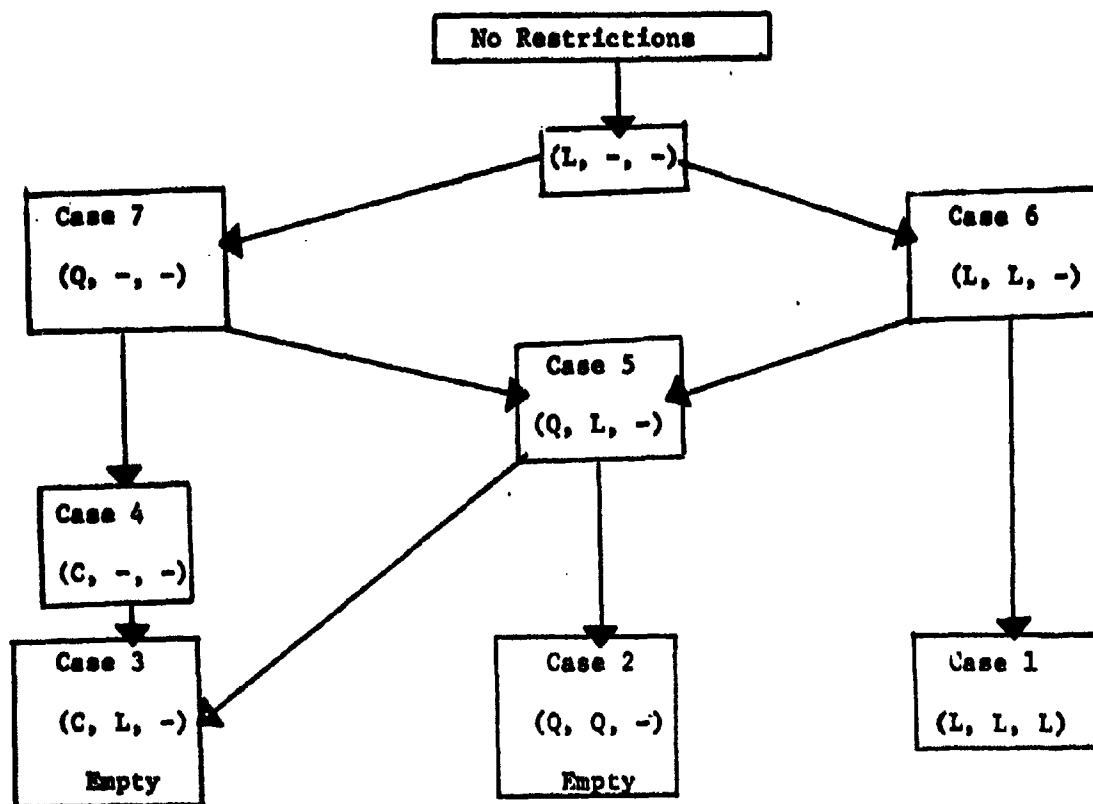 No Restrictions
(L, -, -)
Case 7
(Q, -, -)
Case 6
(L, L, -)
Case 5
(Q, L, -)
Case 4
(C, -, -)
Case 3
(C, L, -)
Empty
Case 2
(Q, Q, -)
Empty
Case 1
(L, L, L)